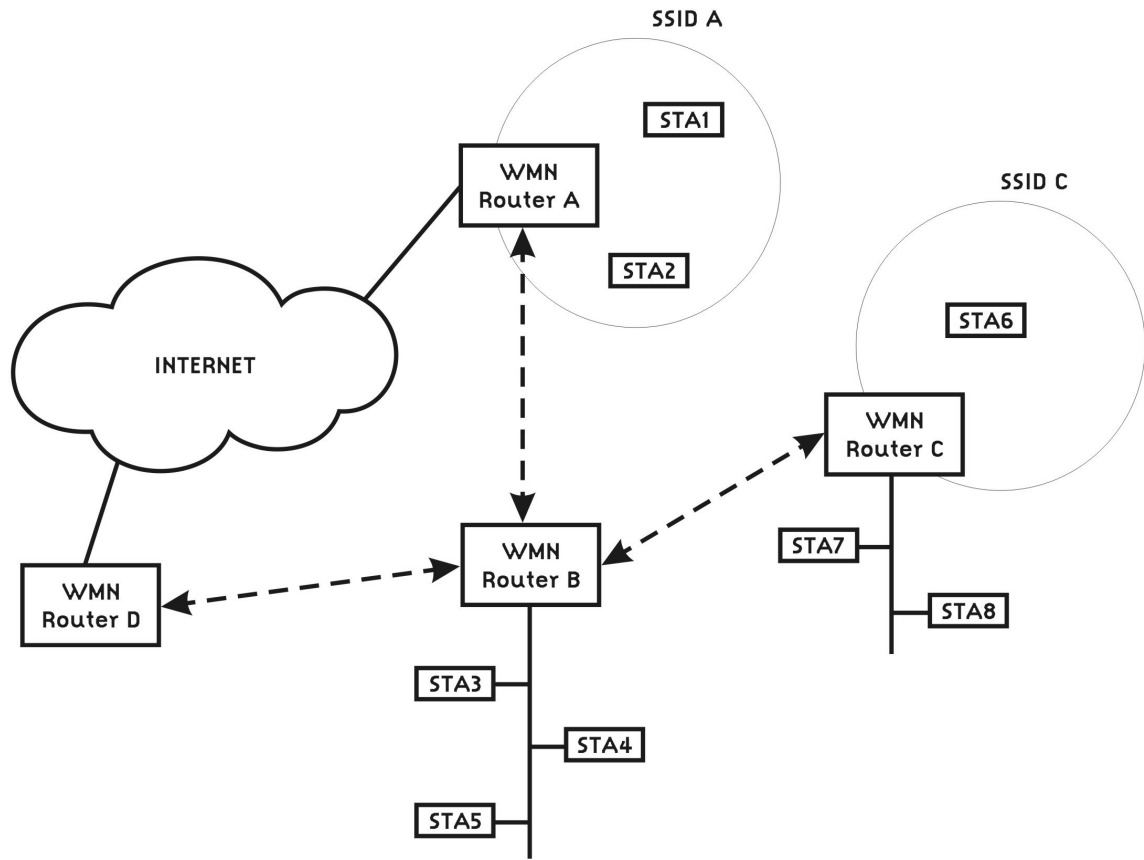 SSID A
STA1
WMN
Router A
SSID C
STA2
STA6
INTERNET
WMN
Router C
WMN
Router B
STA7
WMN
Router D
STA8
STA3
STA4
STA5